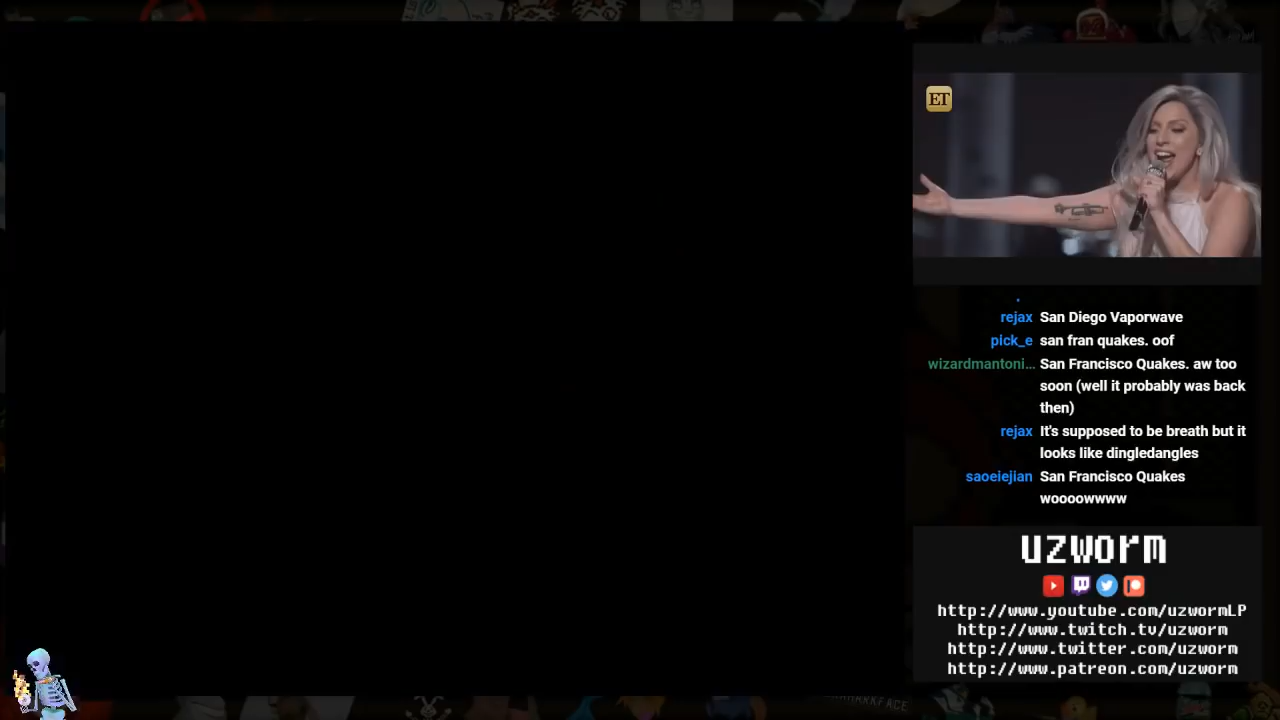 ET
rejax San Diego Vaporwave
pick_e san fran quakes. oof
wizardmantoni… San Francisco Quakes. aw too
soon (well it probably was back
then)
rejax It's supposed to be breath but it
looks like dingledangles
saoeiejian San Francisco Quakes
woooowwww
uzworm
http://www.youtube.com/uzwormLP
http://www.twitch.tv/uzworm
http://www.twitter.com/uzworm
http://www.patreon.com/uzworm